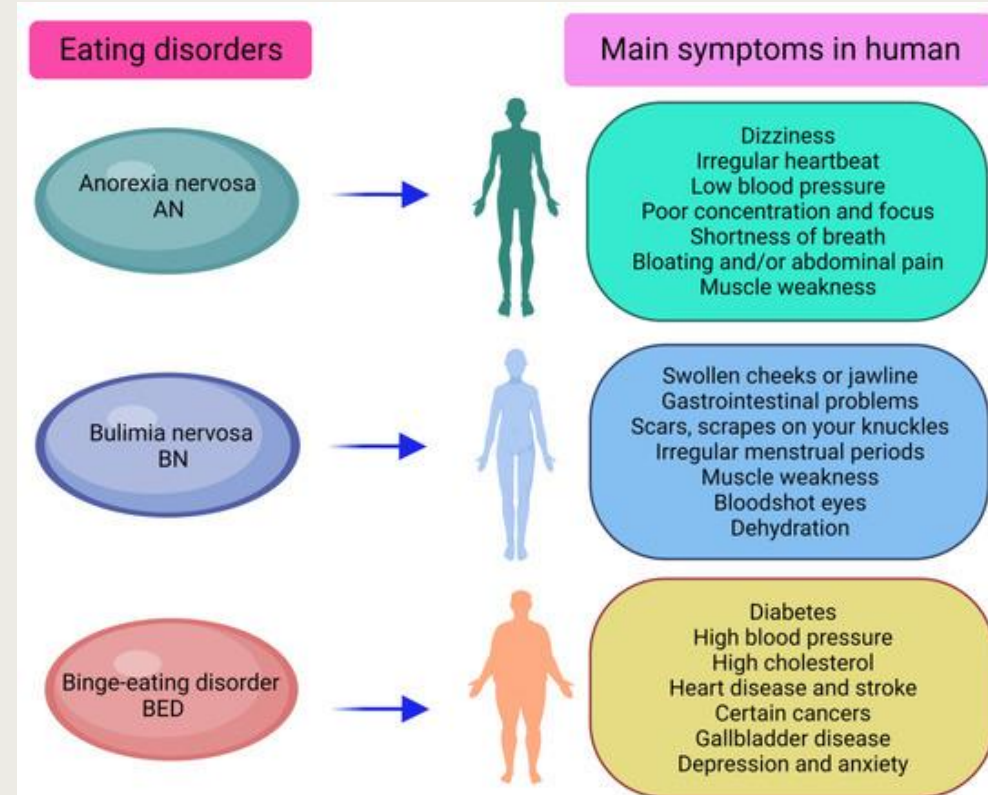 Eating disorders
Main symptoms in human
Anorexia nervosa
AN
Dizziness
Irregular heartbeat
Low blood pressure
Poor concentration and focus
Shortness of breath
Bloating and/or abdominal pain
Muscle weakness
Bulimia nervosa
BN
Swollen cheeks or jawline
Gastrointestinal problems
Scars, scrapes on your knuckles
Irregular menstrual periods
Muscle weakness
Bloodshot eyes
Dehydration
Binge-eating disorder
BED
Diabetes
High blood pressure
High cholesterol
Heart disease and stroke
Certain cancers
Gallbladder disease
Depression and anxiety